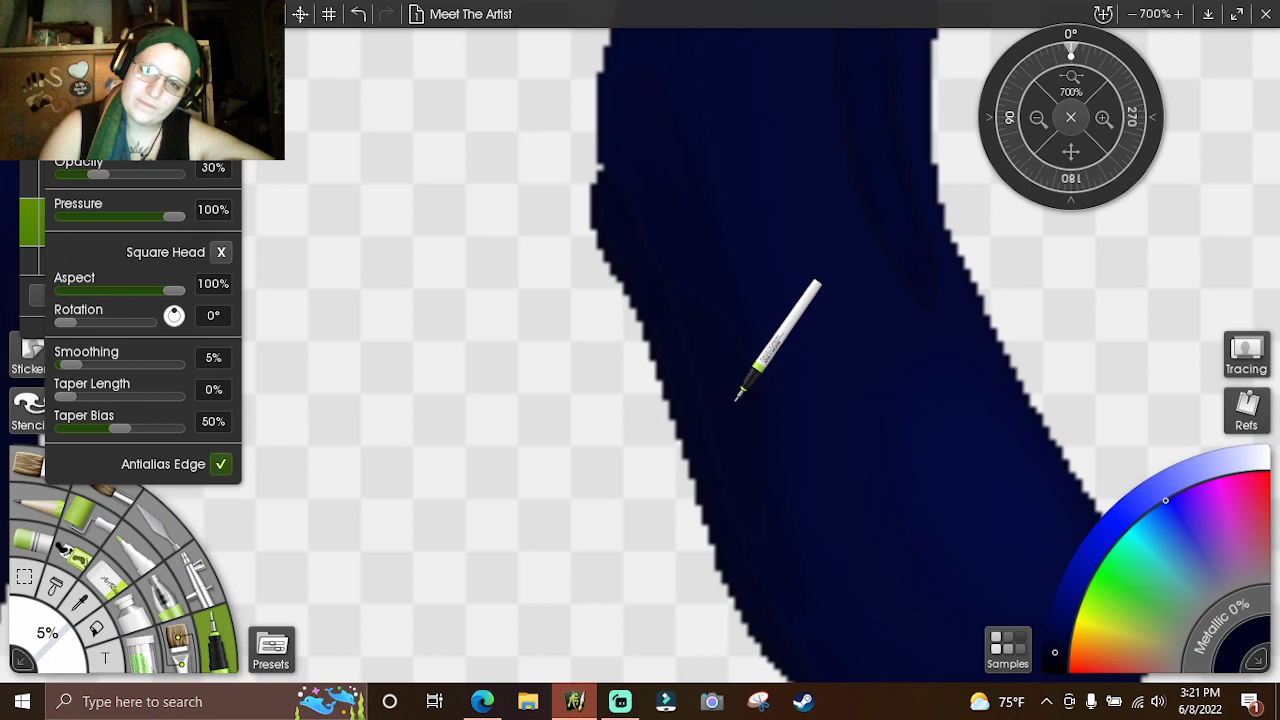 Meet The Artist
700%
0°
700%
90
270
180
Opacity
30%
Pressure
100%
Square Head
X
Aspect
100%
Rotation
0°
Smoothing
5%
Taper Length
0%
Taper Bias
50%
Antialias Edge
5%
T
Presets
Tracing
Refs
Samples
Metallic 0%
Type here to search
75°F
3:21 PM
6/8/2022
1